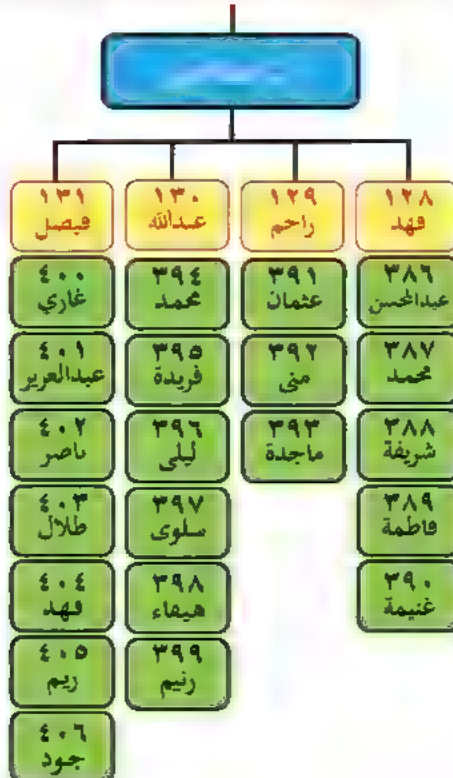 ١٢٨
فهد
٣٨٦
عبدالمحسن
٣٨٧
محمد
٣٨٨
شريفة
٣٨٩
فاطمة
٣٩٠
غنيمة
١٢٩
راحم
٣٩١
عثمان
٣٩٢
منى
٣٩٣
ماجدة
١٣٠
عبدالله
٣٩٤
محمد
٣٩٥
فريدة
٣٩٦
ليلى
٣٩٧
سلوى
٣٩٨
هيفاء
٣٩٩
رنيم
١٣١
فيصل
٤٠٠
غازي
٤٠١
عبدالعزيز
٤٠٢
ناصر
٤٠٣
طلال
٤٠٤
فهد
٤٠٥
ريم
٤٠٦
جود